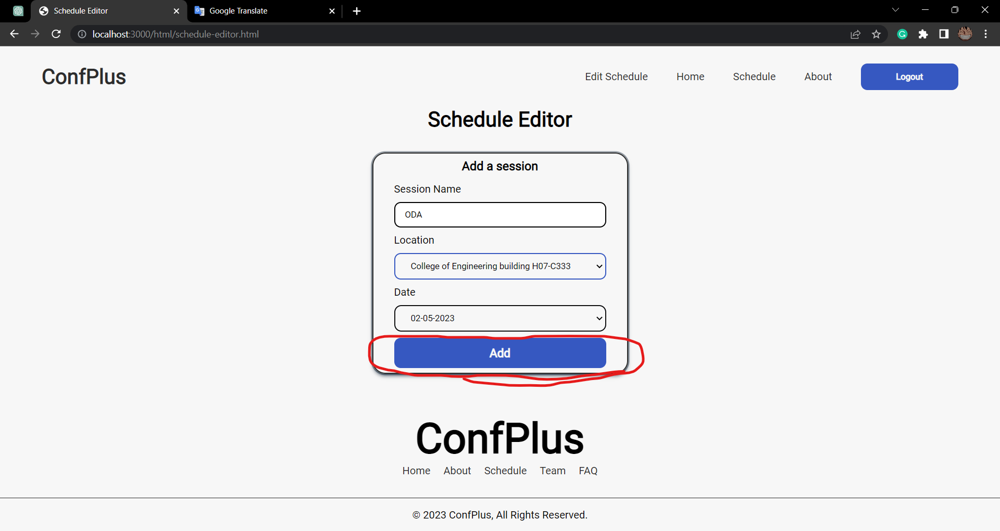 Schedule Editor
Google Translate
localhost:3000/html/schedule-editor.html
ConfPlus
Edit Schedule
Home
Schedule
About
Logout
Schedule Editor
Add a session
Session Name
ODA
Location
College of Engineering building H07-C333
Date
02-05-2023
Add
ConfPlus
Home About Schedule Team FAQ
© 2023 ConfPlus, All Rights Reserved.